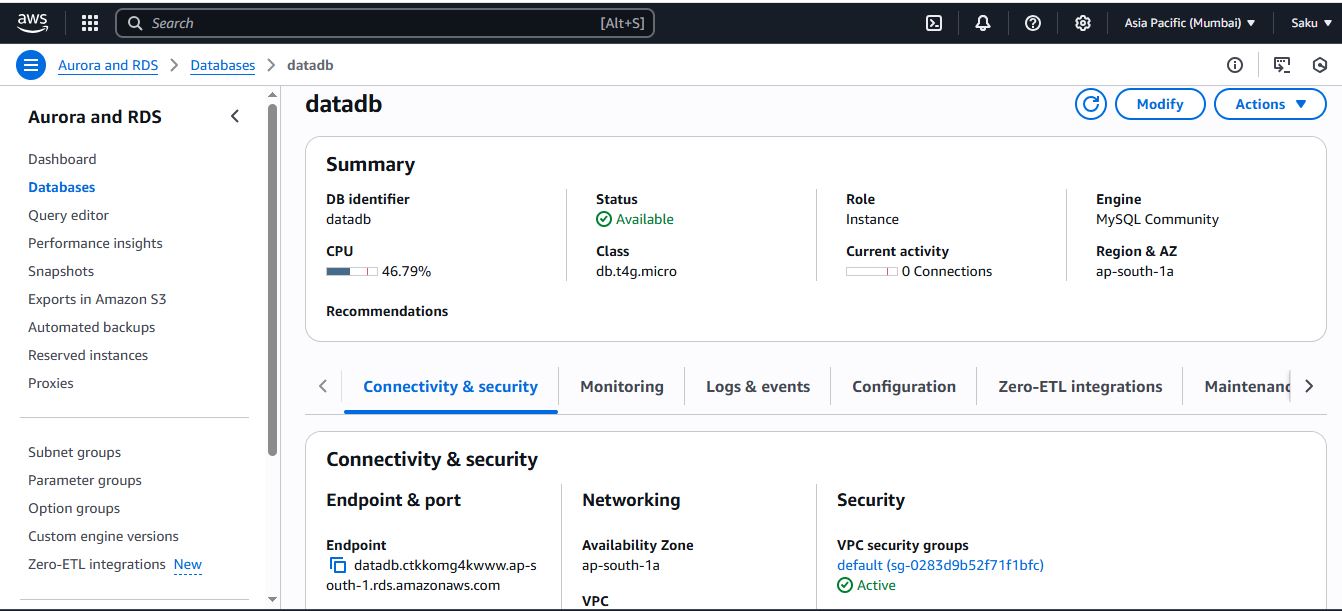 aws
Search [Alt+S]
Asia Pacific (Mumbai) ▼
Saku ▼
Aurora and RDS > Databases > datadb
Aurora and RDS
Dashboard
Databases
Query editor
Performance insights
Snapshots
Exports in Amazon S3
Automated backups
Reserved instances
Proxies
Subnet groups
Parameter groups
Option groups
Custom engine versions
Zero-ETL integrations New
datadb
Modify
Actions ▼
Summary
DB identifier
datadb
Status
Available
Role
Instance
Engine
MySQL Community
CPU
46.79%
Class
db.t4g.micro
Current activity
0 Connections
Region & AZ
ap-south-1a
Recommendations
Connectivity & security
Monitoring
Logs & events
Configuration
Zero-ETL integrations
Maintenanc
Connectivity & security
Endpoint & port
Endpoint
datadb.ctkkomg4kwww.ap-s
outh-1.rds.amazonaws.com
Networking
Availability Zone
ap-south-1a
VPC
Security
VPC security groups
default (sg-0283d9b52f71f1bfc)
Active